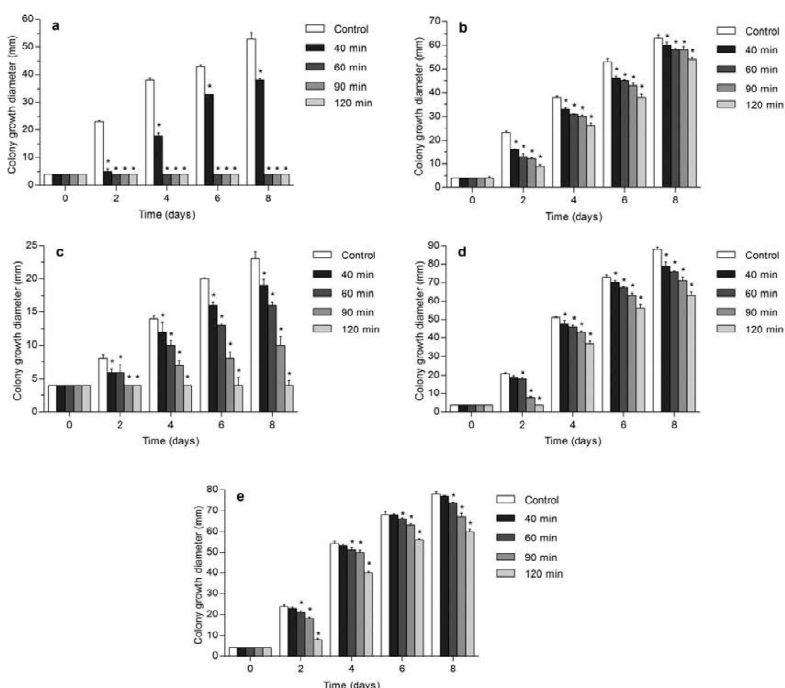 a
Colony growth diameter (mm)
60
50
40
30
20
10
0
0 2 4 6 8
Time (days)
Control
40 min
60 min
90 min
120 min
* * * * * * * * * * * * * * * *
b
Colony growth diameter (mm)
70
60
50
40
30
20
10
0
0 2 4 6 8
Time (days)
Control
40 min
60 min
90 min
120 min
* * * * * * * * * * * * * * * *
c
Colony growth diameter (mm)
25
20
15
10
5
0
0 2 4 6 8
Time (days)
Control
40 min
60 min
90 min
120 min
* * * * * * * * * * * * * * * *
d
Colony growth diameter (mm)
90
80
70
60
50
40
30
20
10
0 2 4 6 8
Time (days)
Control
40 min
60 min
90 min
120 min
* * * * * * * * * * * * * * *
e
Colony growth diameter (mm)
80
70
60
50
40
30
20
10
0
0 2 4 6 8
Time (days)
Control
40 min
60 min
90 min
120 min
* * * * * * * * * * * *